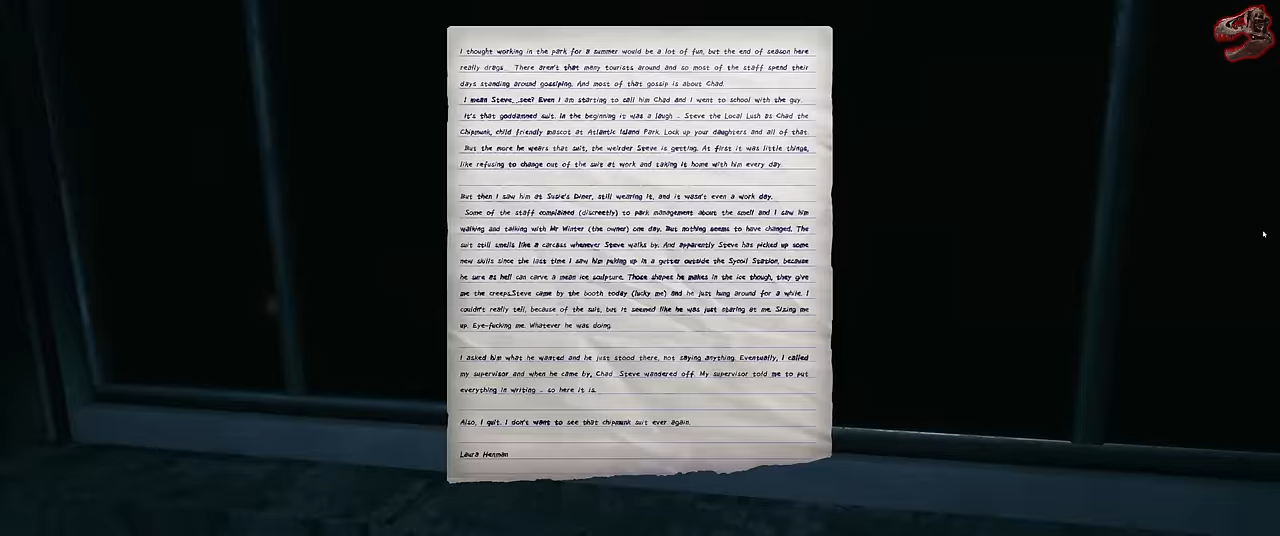 I thought working in the park for a summer would be a lot of fun, but the end of season here
really drags... There aren't that many tourists around and so most of the staff spend their
days standing around gossiping. And most of that gossip is about Chad.
I mean Steve...see? Even I am starting to call him Chad and I went to school with the guy.
It's that goddamned suit. In the beginning it was a laugh - Steve the Local Lush as Chad the
Chipmunk, child friendly mascot at Atlantic Island Park. Lock up your daughters and all of that.
But the more he wears that suit, the weirder Steve is getting. At first it was little things,
like refusing to change out of the suit at work and taking it home with him every day.
But then I saw him at Susie's Diner, still wearing it, and it wasn't even a work day.
Some of the staff complained (discreetly) to park management about the smell and I saw him
walking and talking with Mr Winter (the owner) one day. But nothing seems to have changed. The
suit still smells like a carcass whenever Steve walks by. And apparently Steve has picked up some
new skills since the last time I saw him puking up in a gutter outside the Sycoil Station, because
he sure as hell can carve a mean ice sculpture. Those shapes he makes in the ice though, they give
me the creeps.Steve came by the booth today (lucky me) and he just hung around for a while. I
couldn't really tell, because of the suit, but it seemed like he was just staring at me. Sizing me
up. Eye-fucking me. Whatever he was doing.
I asked him what he wanted and he just stood there, not saying anything. Eventually, I called
my supervisor and when he came by, Chad Steve wandered off. My supervisor told me to put
everything in writing - so here it is.
Also, I quit. I don't want to see that chipmunk suit ever again.
Laura Henman